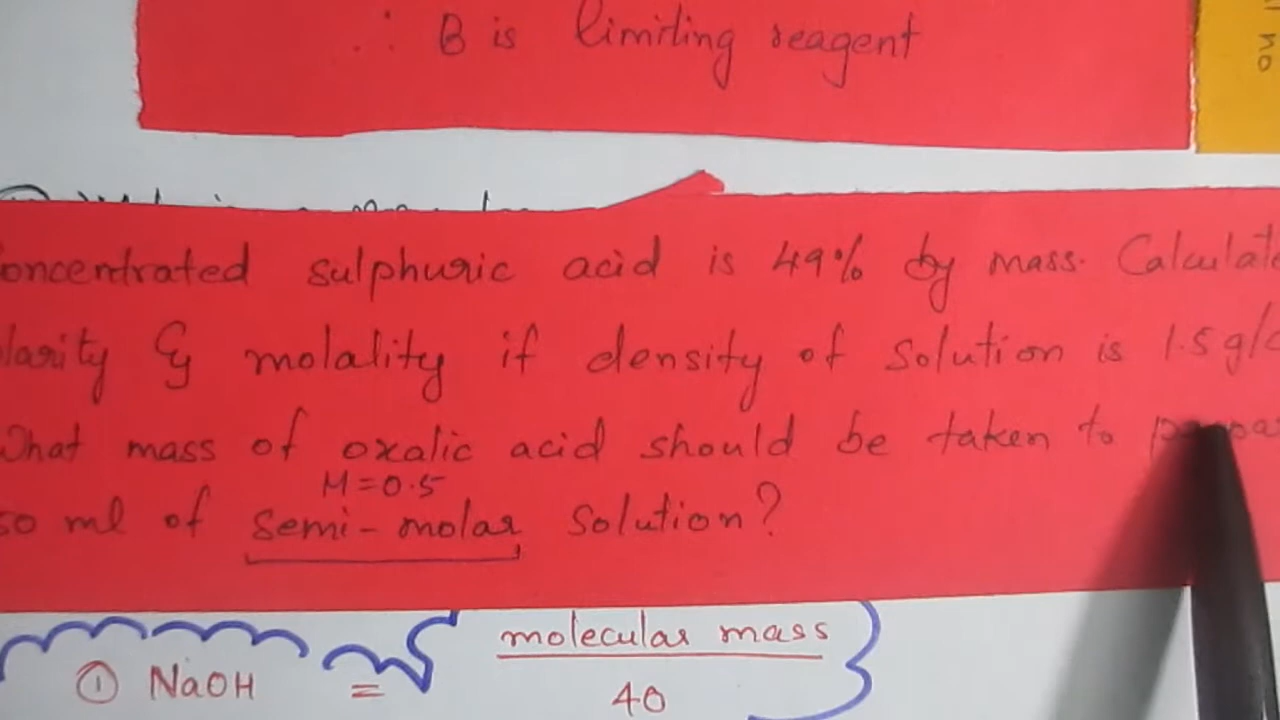 ∴ B is limiting reagent
oncentrated sulphuric acid is 49% by mass. Calculate
larity & molality if density of solution is 1.5 g/c
What mass of oxalic acid should be taken to
M = 0.5
50 ml of semi-molar solution?
① NaOH = molecular mass
40
no